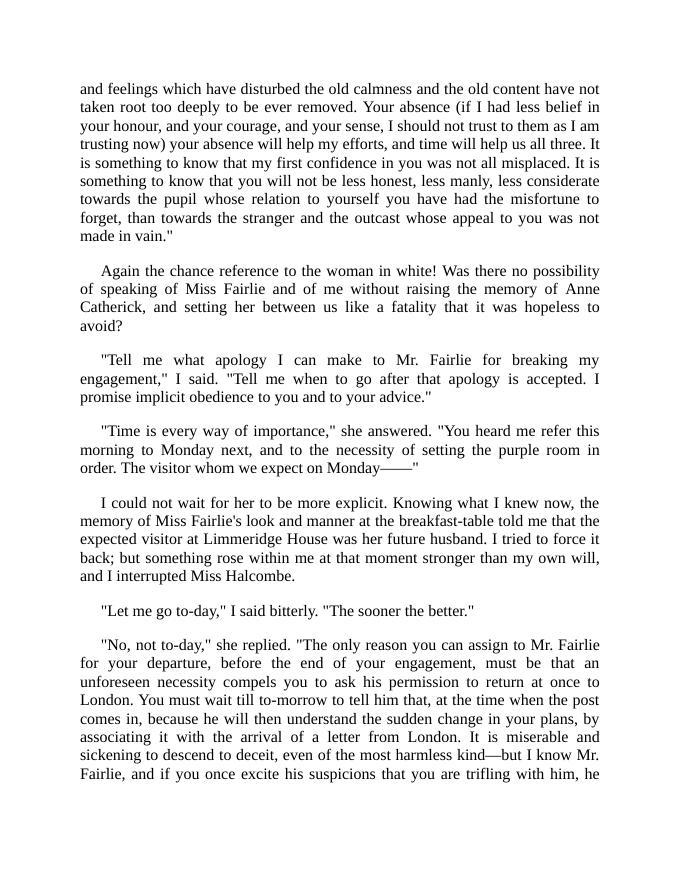 and feelings which have disturbed the old calmness and the old content have not
taken root too deeply to be ever removed. Your absence (if I had less belief in
your honour, and your courage, and your sense, I should not trust to them as I am
trusting now) your absence will help my efforts, and time will help us all three. It
is something to know that my first confidence in you was not all misplaced. It is
something to know that you will not be less honest, less manly, less considerate
towards the pupil whose relation to yourself you have had the misfortune to
forget, than towards the stranger and the outcast whose appeal to you was not
made in vain."
Again the chance reference to the woman in white! Was there no possibility
of speaking of Miss Fairlie and of me without raising the memory of Anne
Catherick, and setting her between us like a fatality that it was hopeless to
avoid?
"Tell me what apology I can make to Mr. Fairlie for breaking my
engagement," I said. "Tell me when to go after that apology is accepted. I
promise implicit obedience to you and to your advice."
"Time is every way of importance," she answered. "You heard me refer this
morning to Monday next, and to the necessity of setting the purple room in
order. The visitor whom we expect on Monday——"
I could not wait for her to be more explicit. Knowing what I knew now, the
memory of Miss Fairlie's look and manner at the breakfast-table told me that the
expected visitor at Limmeridge House was her future husband. I tried to force it
back; but something rose within me at that moment stronger than my own will,
and I interrupted Miss Halcombe.
"Let me go to-day," I said bitterly. "The sooner the better."
"No, not to-day," she replied. "The only reason you can assign to Mr. Fairlie
for your departure, before the end of your engagement, must be that an
unforeseen necessity compels you to ask his permission to return at once to
London. You must wait till to-morrow to tell him that, at the time when the post
comes in, because he will then understand the sudden change in your plans, by
associating it with the arrival of a letter from London. It is miserable and
sickening to descend to deceit, even of the most harmless kind—but I know Mr.
Fairlie, and if you once excite his suspicions that you are trifling with him, he